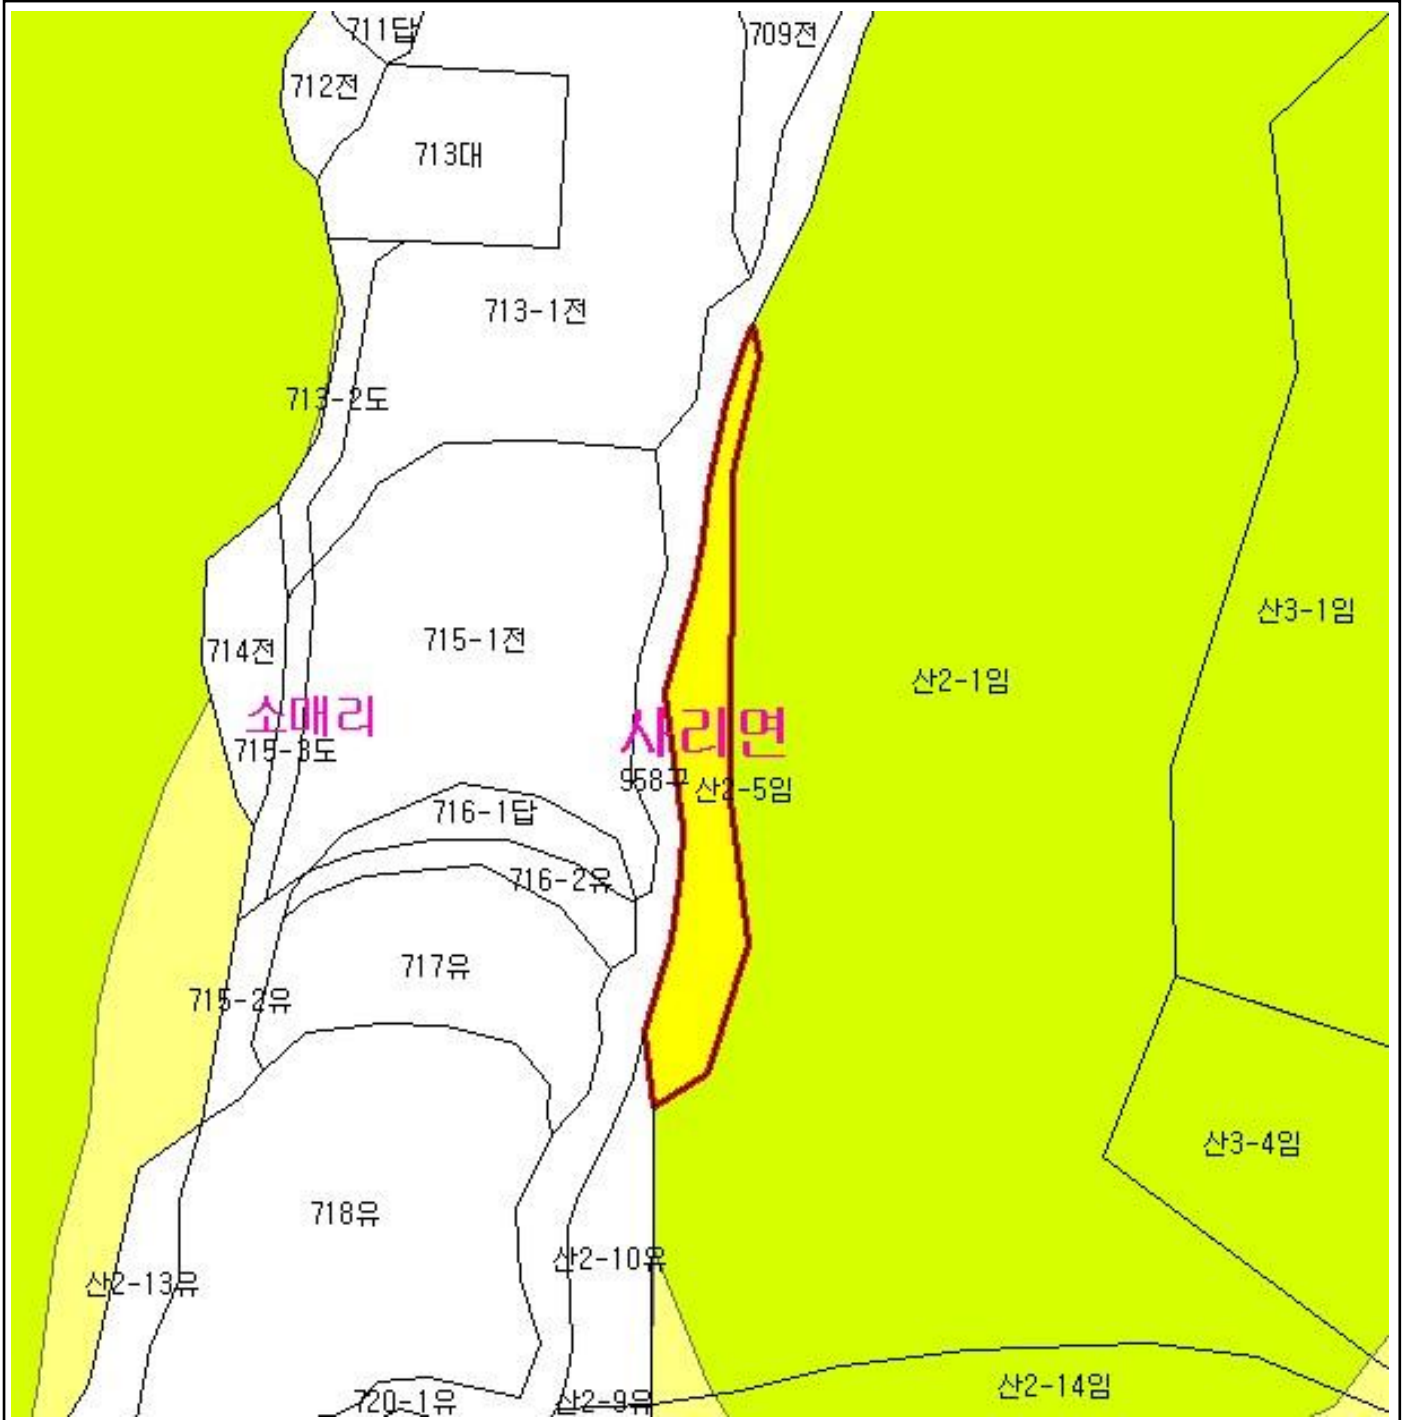 711답
709전
712전
713대
713-1전
713-2도
산3-1임
715-1전
714전
산2-1임
소매리
사리면
715-3도
958구
산2-5임
716-1답
716-2유
717유
715-2유
산3-4임
718유
산2-10유
산2-13유
산2-14임
720-1유
산2-9유